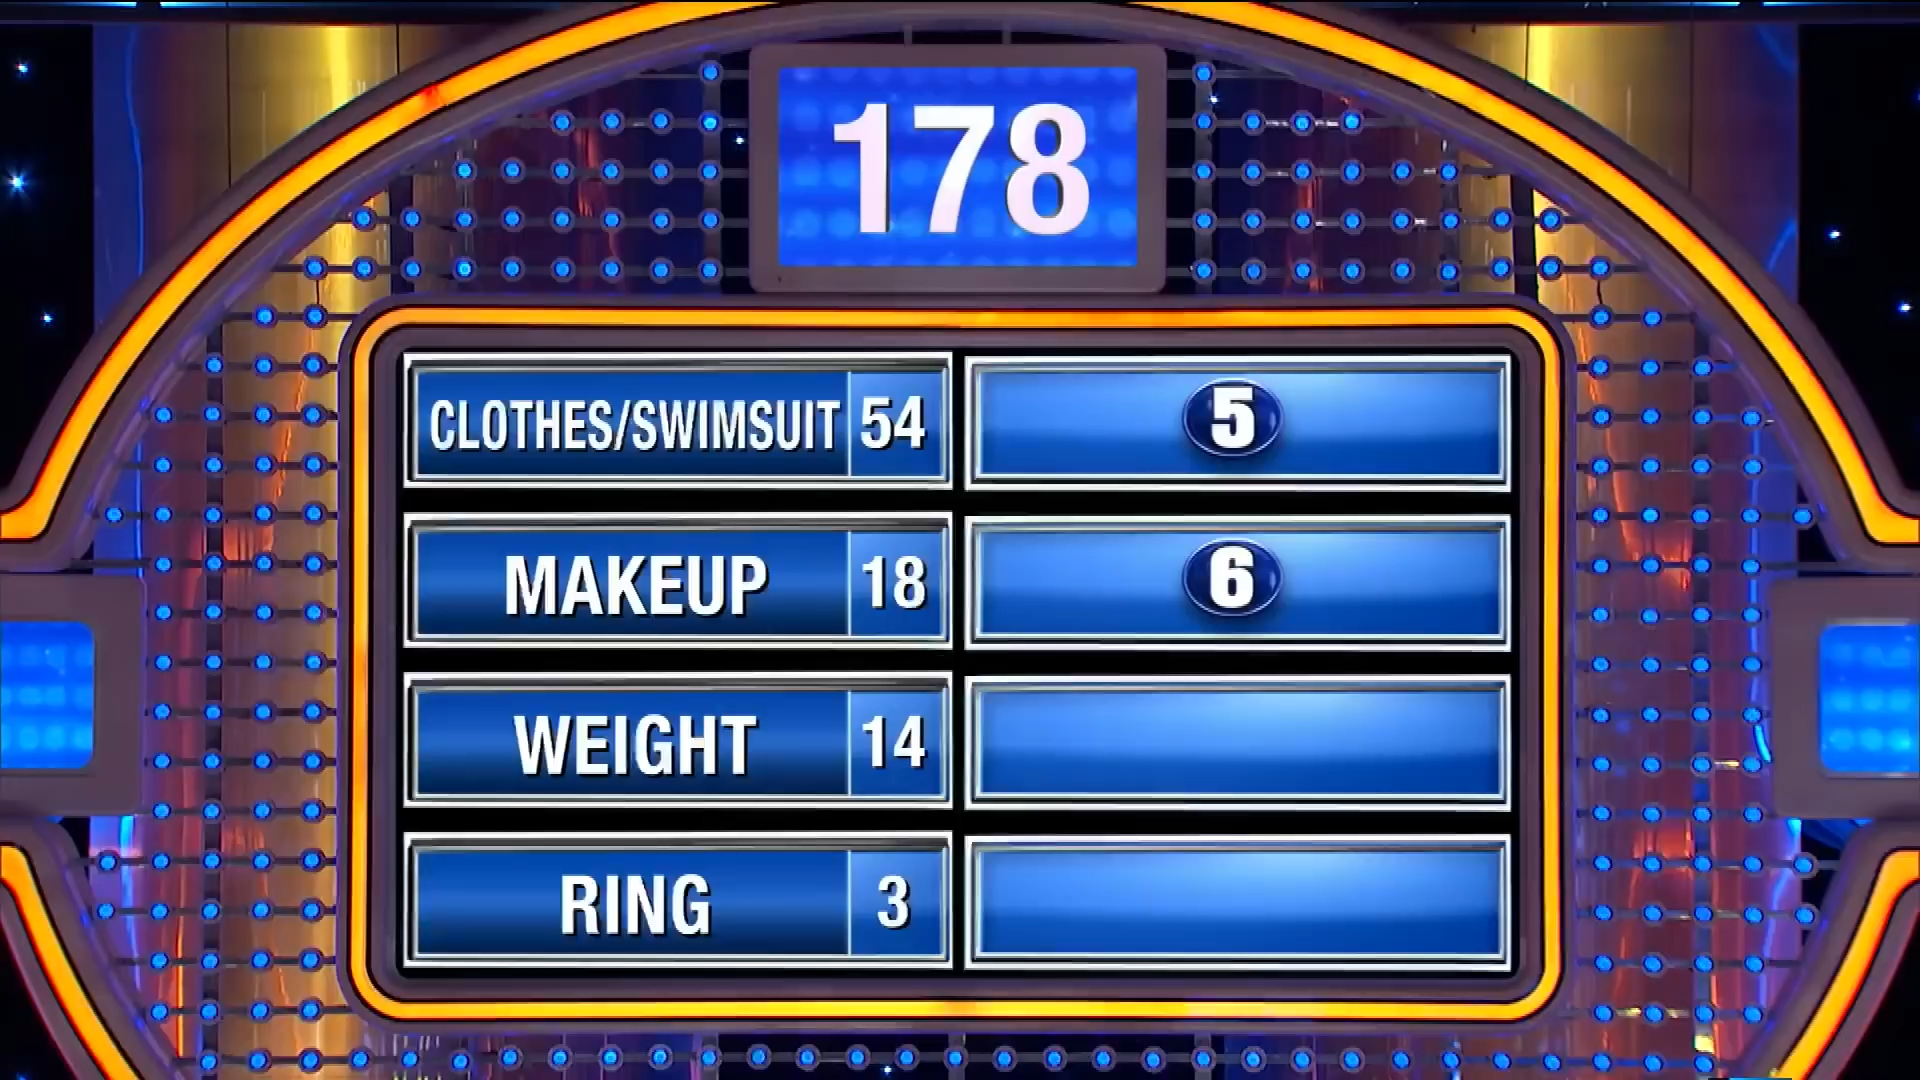 178
CLOTHES/SWIMSUIT 54
MAKEUP 18
WEIGHT 14
RING 3
5
6